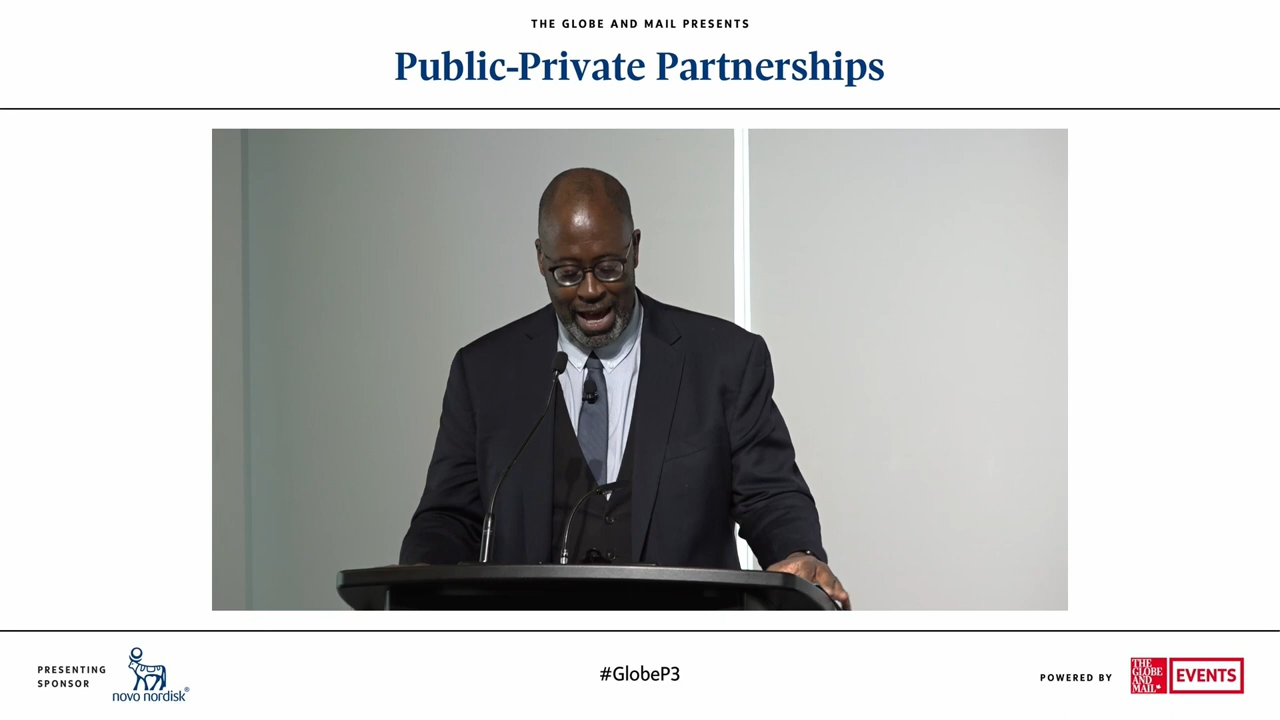 THE GLOBE AND MAIL PRESENTS
Public-Private Partnerships
PRESENTING
SPONSOR
novo nordisk®
#GlobeP3
POWERED BY
THE
GLOBE
AND
MAIL
EVENTS